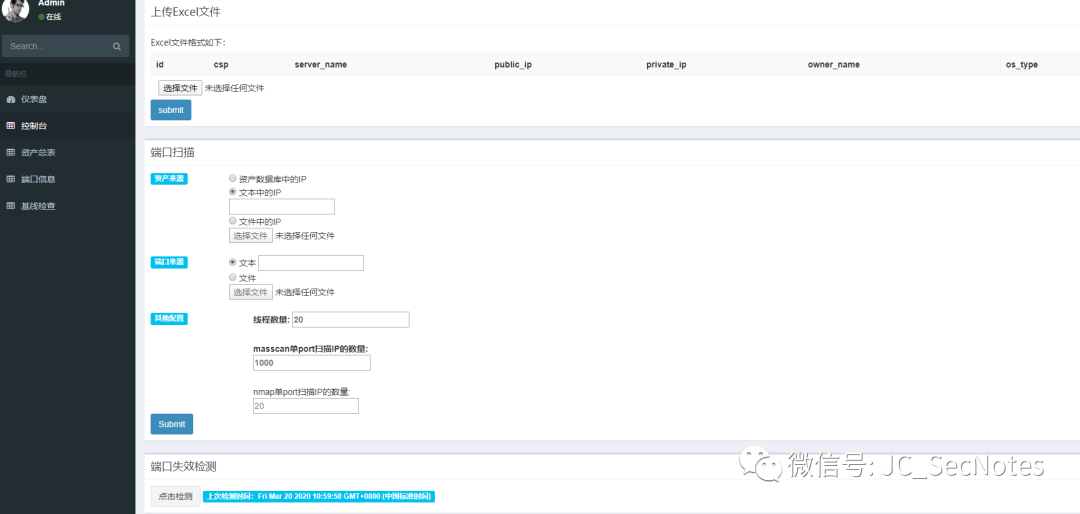 Admin
在线
Search...
导航栏
仪表盘
控制台
资产总表
端口信息
基线检查
上传Excel文件
Excel文件格式如下：
id csp server_name public_ip private_ip owner_name os_type
选择文件 未选择任何文件
submit
端口扫描
资产来源
资产数据库中的IP
文本中的IP
文件中的IP
选择文件 未选择任何文件
端口来源
文本
文件
选择文件 未选择任何文件
其他配置
线程数量: 20
masscan单port扫描IP的数量:
1000
nmap单port扫描IP的数量:
20
Submit
端口失效检测
点击检测 上次检测时间：Fri Mar 20 2020 10:59:58 GMT+0800 (中国标准时间)
微信号: JC_SecNotes